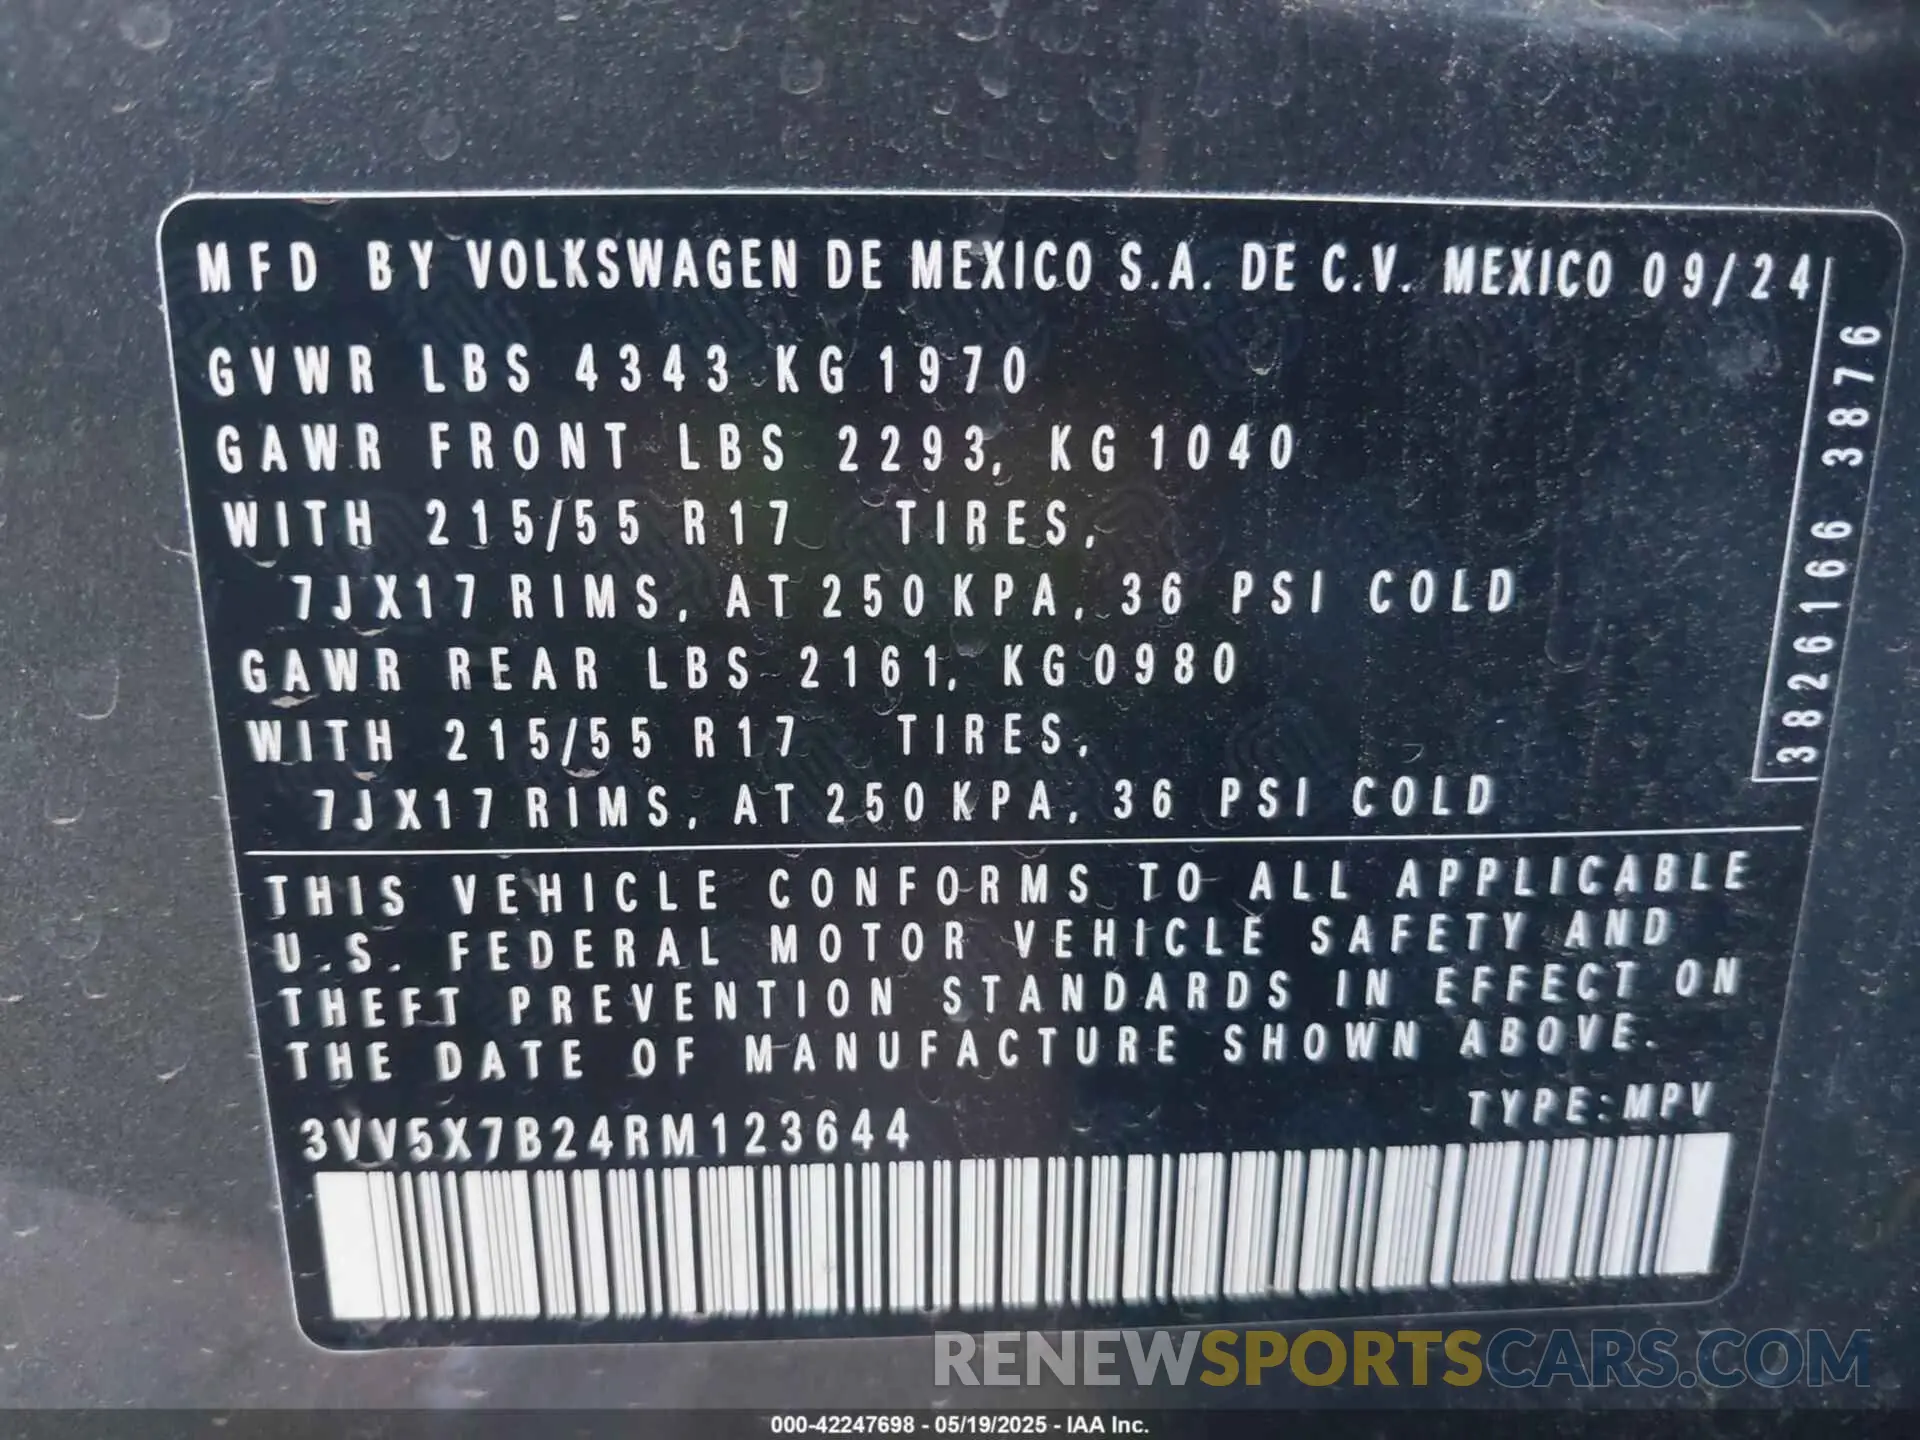 MFD BY VOLKSWAGEN DE MEXICO S.A. DE C.V. MEXICO 09/24
GVWR LBS 4343 KG 1970
GAWR FRONT LBS 2293, KG 1040
WITH 215/55 R17 TIRES,
7JX17 RIMS, AT 250 KPA, 36 PSI COLD
GAWR REAR LBS 2161, KG 0980
WITH 215/55 R17 TIRES,
7JX17 RIMS, AT 250 KPA, 36 PSI COLD
3826166 3876
THIS VEHICLE CONFORMS TO ALL APPLICABLE
U.S. FEDERAL MOTOR VEHICLE SAFETY AND
THEFT PREVENTION STANDARDS IN EFFECT ON
THE DATE OF MANUFACTURE SHOWN ABOVE.
TYPE:MPV
3VV5X7B24RM123644
RENEWSPORTSCARS.COM
000-42247698 - 05/19/2025 - IAA Inc.